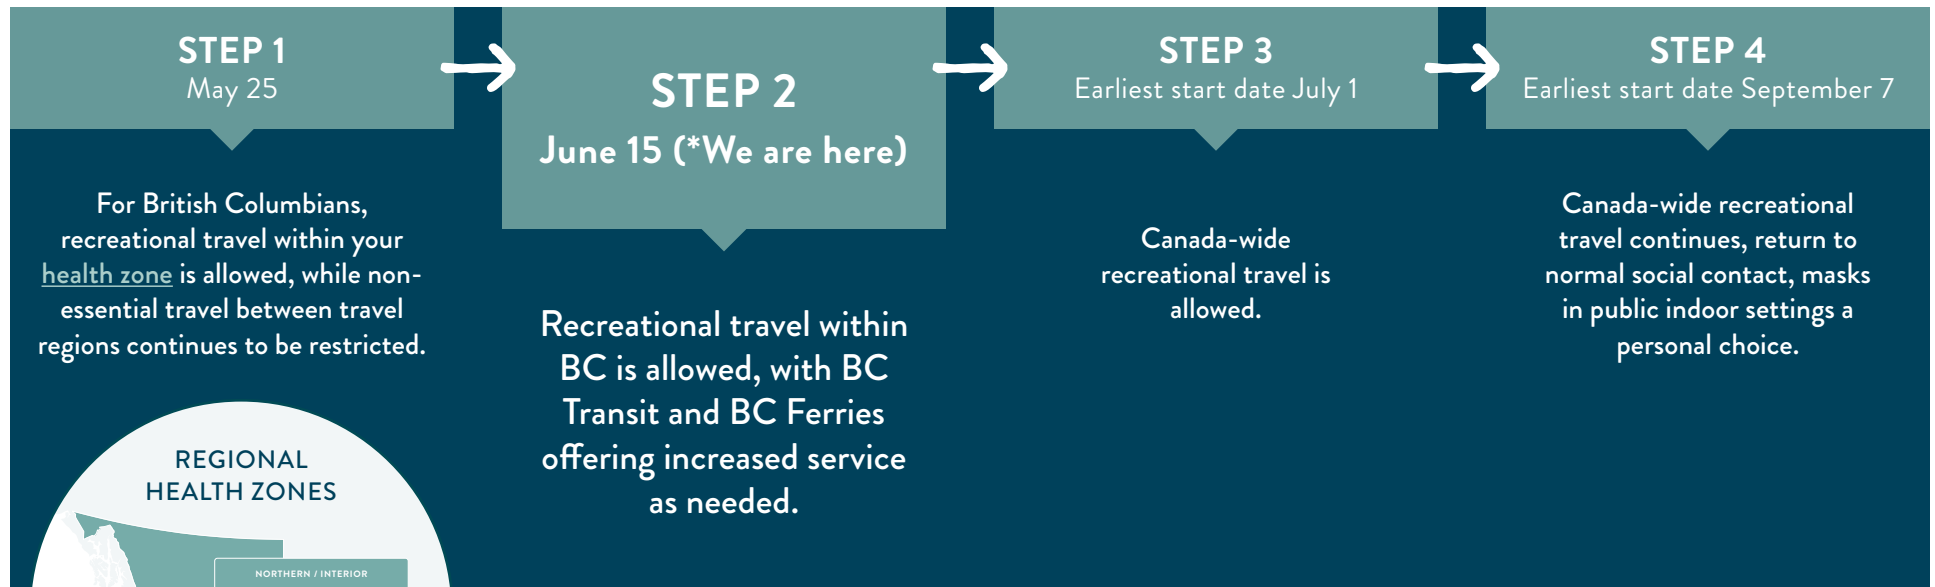 STEP 1
May 25
For British Columbians,
recreational travel within your
health zone is allowed, while non-
essential travel between travel
regions continues to be restricted.
REGIONAL
HEALTH ZONES
NORTHERN / INTERIOR
STEP 2
June 15 (*We are here)
Recreational travel within
BC is allowed, with BC
Transit and BC Ferries
offering increased service
as needed.
STEP 3
Earliest start date July 1
Canada-wide
recreational travel is
allowed.
STEP 4
Earliest start date September 7
Canada-wide recreational
travel continues, return to
normal social contact, masks
in public indoor settings a
personal choice.